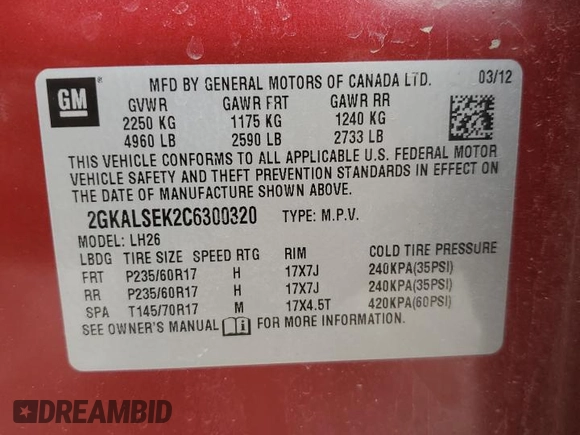 GM
MFD BY GENERAL MOTORS OF CANADA LTD. 03/12
GVWR GAWR FRT GAWR RR
2250 KG 1175 KG 1240 KG
4960 LB 2590 LB 2733 LB
THIS VEHICLE CONFORMS TO ALL APPLICABLE U.S. FEDERAL MOTOR
VEHICLE SAFETY AND THEFT PREVENTION STANDARDS IN EFFECT ON
THE DATE OF MANUFACTURE SHOWN ABOVE.
2GKALSEK2C6300320 TYPE: M.P.V.
MODEL: LH26
LBDG TIRE SIZE SPEED RTG RIM COLD TIRE PRESSURE
FRT P235/60R17 H 17X7J 240KPA(35PSI)
RR P235/60R17 H 17X7J 240KPA(35PSI)
SPA T145/70R17 M 17X4.5T 420KPA(60PSI)
SEE OWNER'S MANUAL FOR MORE INFORMATION.
DREAMBID